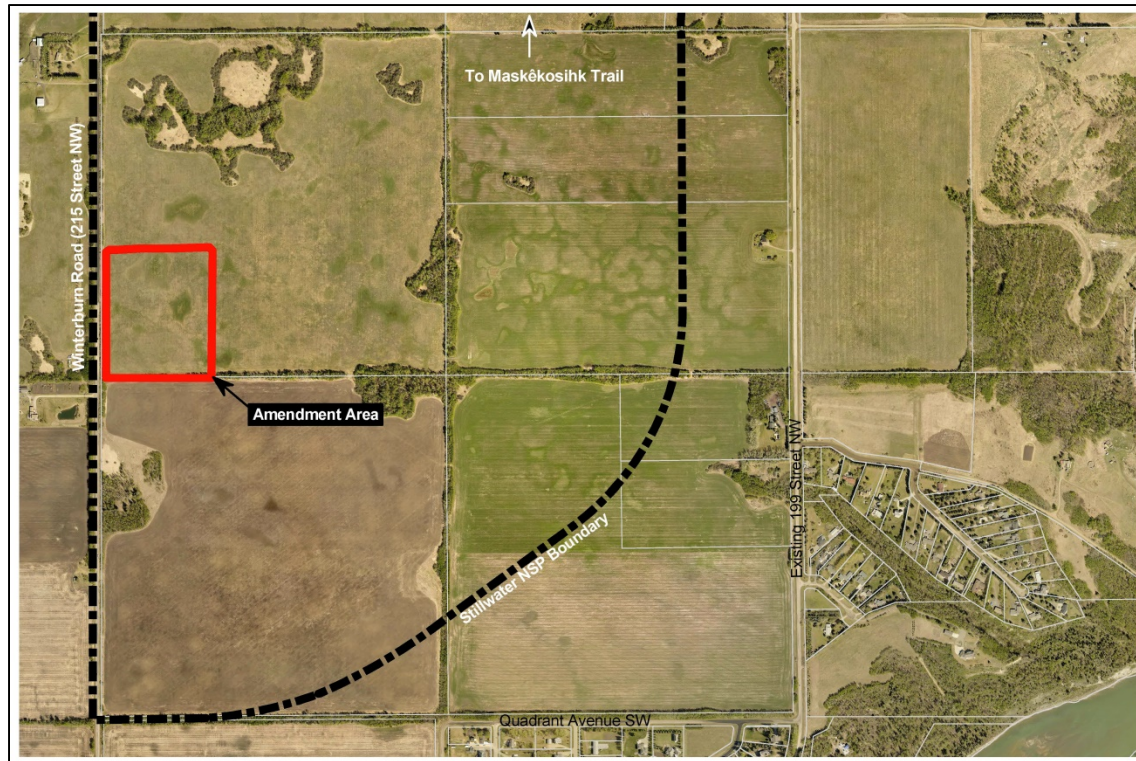 To Maskêkosihk Trail
Winterburn Road (215 Street NW)
Amendment Area
Existing 199 Street NW
Stillwater NSP Boundary
Quadrant Avenue SW